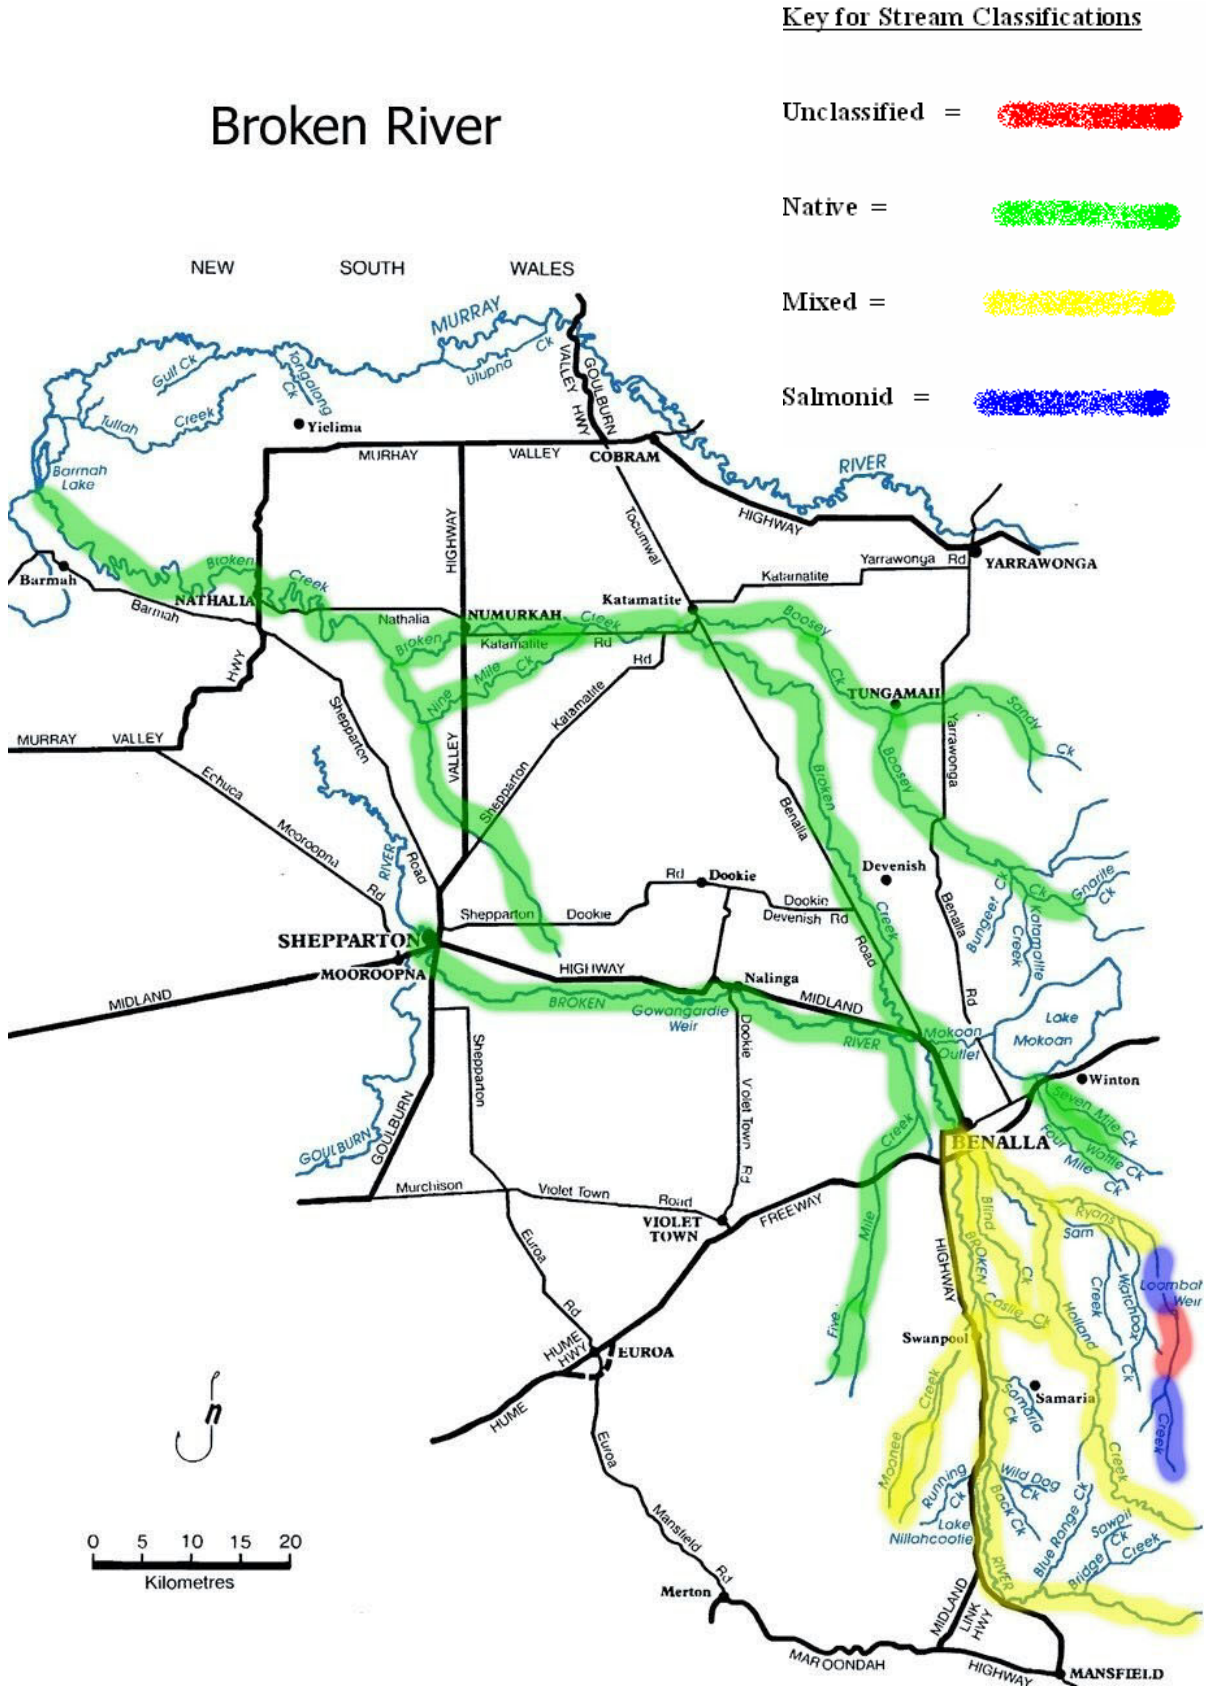 Key for Stream Classifications
Unclassified =
Broken River
Native =
NEW SOUTH WALES
Mixed =
MURRAY
Ulupna Ck
Gulf Ck
Tongalong Ck
VALLEY HWY
GOULBURN
Salmonid =
Tullah Creek
Yielima
MURHAY VALLEY
COBRAM
Barmah Lake
RIVER
HIGHWAY
Tocumwal
HIGHWAY
Yarrawonga Rd
YARRAWONGA
Katamatite
Barmah
Broken Creek
NATHALIA
Barmah
Nathalia
NUMURKAH
Katamatite
Creek
Broken
Katamatite Rd
Boosey Ck
Rd
Nine Mile Ck
HWY
Shepparton
Katamatite
TUNGAMAH
Sandy Ck
Yarrawonga
MURRAY VALLEY
Echuca
Mooroopna
Rd
VALLEY
Shepparton
Boosey
Broken
Benalla
RIVER
Road
Devenish
Rd Dookie
Dookie
Devenish Rd
Shepparton Dookie
Creek
Road
Benalla
Rd
Bungeet Ck
Ck
Katamatite Creek
Gnarite Ck
SHEPPARTON
MOOROOPNA
HIGHWAY
Nalinga
MIDLAND
MIDLAND
BROKEN
Gowangardie
Weir
RIVER
Mokoan
Outlet
Lake
Mokoan
Winton
Shepparton
Dookie Violet Town Rd
GOULBURN
GOULBURN
Creek
BENALLA
Seven Mile Ck
Four Mile Ck
Wattle Ck
Murchison
Violet Town Road
VIOLET
TOWN
FREEWAY
Mile
Five
Euroa
Rd
HIGHWAY
Blind Ck
BROKEN
Ryans
Sam
Creek
Watchbox Ck
Loombah
Weir
Castle Ck
Holland
Swanpool
HUME
HWY
EUROA
HUME
Samaria
Samaria Ck
Creek
Creek
Creek
Moonee
Euroa
Running Ck
Wild Dog Ck
Back Ck
Lake
Nillahcootie
Blue Range Ck
Sawpit Ck
Bridge Creek
RIVER
Mansfield
Rd
Merton
MIDLAND
LINK
HWY
MAROONDAH
HIGHWAY
MANSFIELD
n
0 5 10 15 20
Kilometres